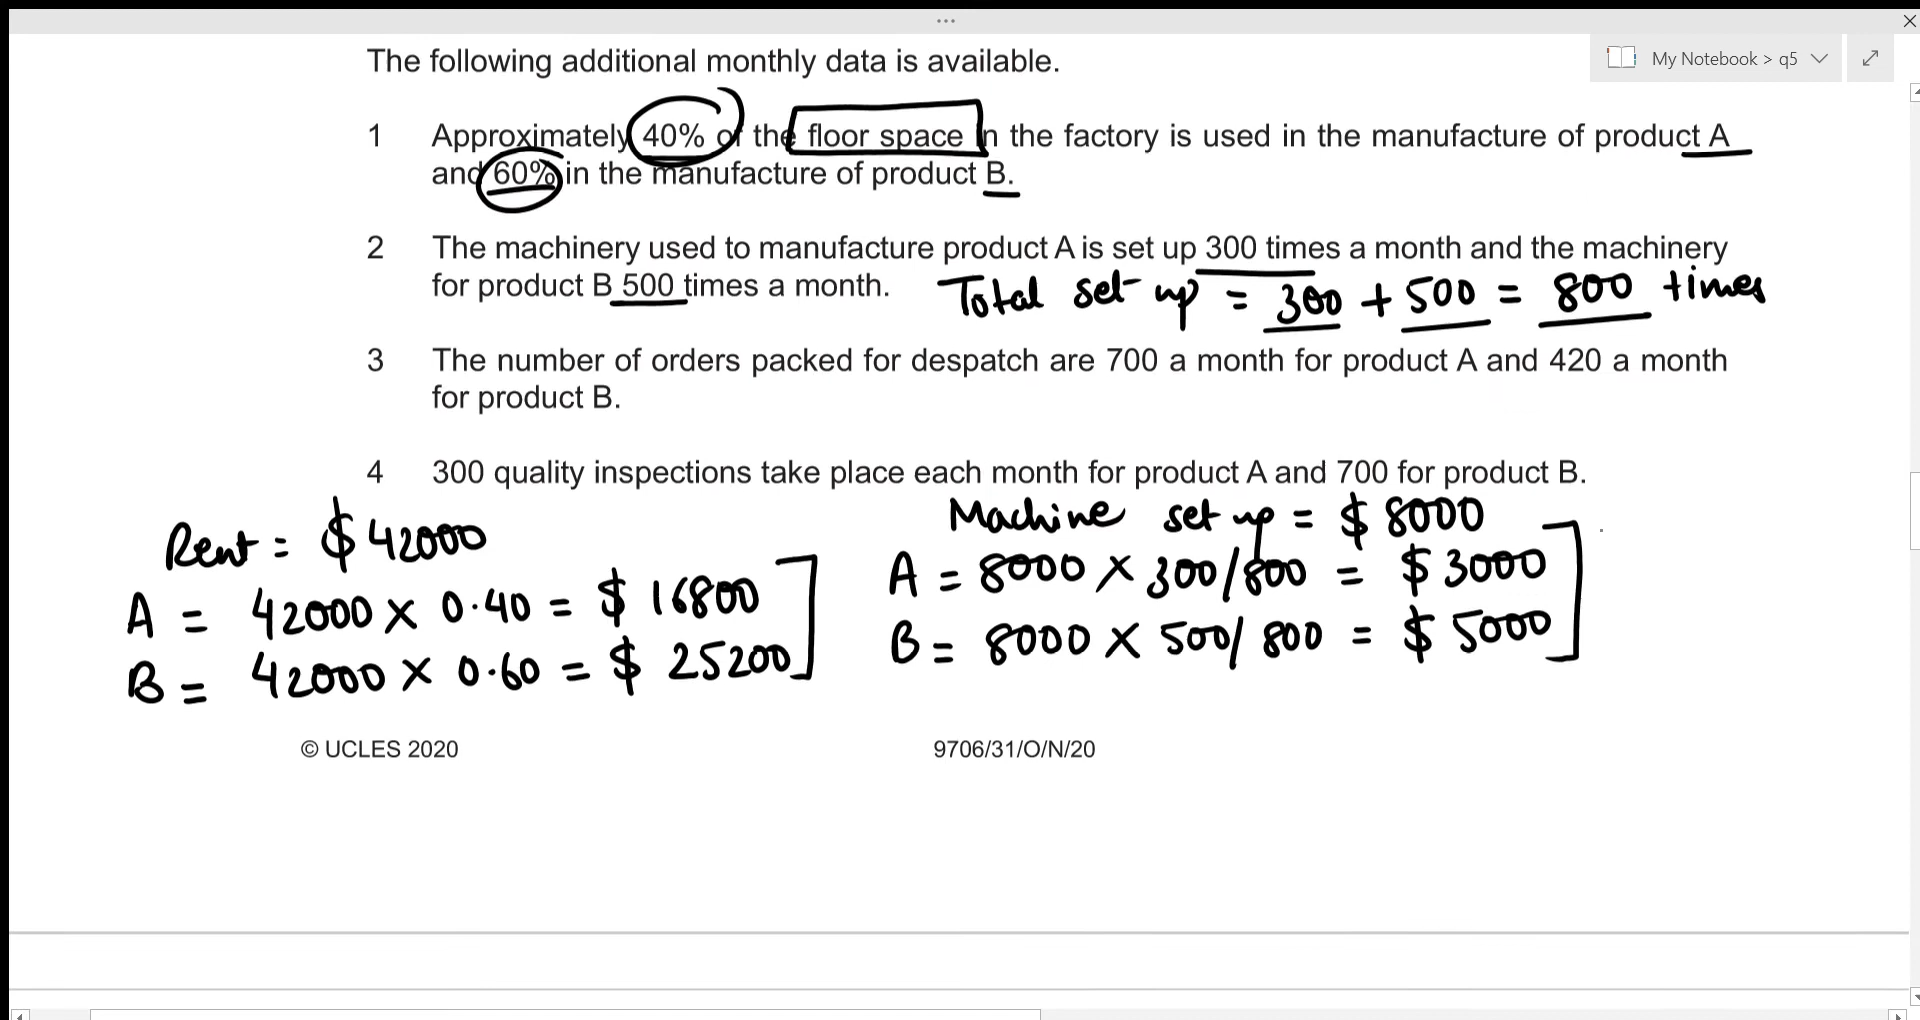 ...
My Notebook > q5
The following additional monthly data is available.
1 Approximately 40% of the floor space in the factory is used in the manufacture of product A
and 60% in the manufacture of product B.
2 The machinery used to manufacture product A is set up 300 times a month and the machinery
for product B 500 times a month.
Total set up = 300 + 500 = 800 times
3 The number of orders packed for despatch are 700 a month for product A and 420 a month
for product B.
4 300 quality inspections take place each month for product A and 700 for product B.
Rent = $ 42000
A = 42000 × 0.40 = $ 16800
B = 42000 × 0.60 = $ 25200
Machine set up = $ 8000
A = 8000 × 300/800 = $ 3000
B = 8000 × 500/800 = $ 5000
© UCLES 2020
9706/31/O/N/20